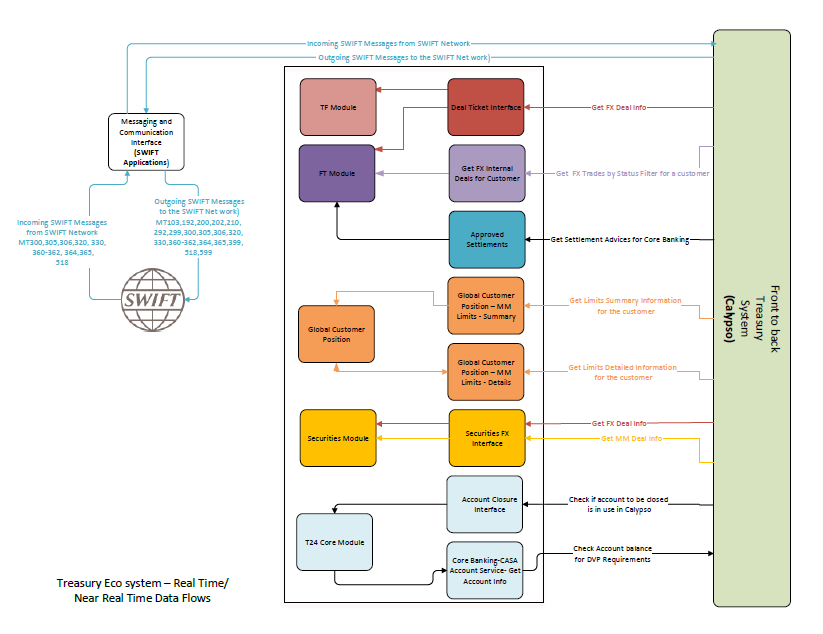 Incoming SWIFT Messages from SWIFT Network
Outgoing SWIFT Messages to the SWIFT Net work)
Messaging and
Communication
Interface
(SWIFT
Applications)
Incoming SWIFT Messages
from SWIFT Network
MT300,305,306,320, 330,
360-362, 364,365,
518
Outgoing SWIFT Messages
to the SWIFT Net work)
MT103,192,200,202,210,
292,299,300,305,306,320,
330,360-362,364,365,399,
518,599
SWIFT
TF Module
Deal Ticket Interface
Get FX Deal Info
FT Module
Get FX Internal
Deals for Customer
Get FX Trades by Status Filter for a customer
Approved
Settlements
Get Settlement Advices for Core Banking
Global Customer
Position
Global Customer
Position – MM
Limits - Summary
Get Limits Summary Information
for the customer
Global Customer
Position – MM
Limits - Details
Get Limits Detailed Information
for the customer
Securities Module
Securities FX
Interface
Get FX Deal Info
Get MM Deal Info
Account Closure
Interface
Check if account to be closed
is in use in Calypso
T24 Core Module
Core Banking-CASA
Account Service- Get
Account Info
Check Account balance
for DVP Requirements
Front to back
Treasury
System
(Calypso)
Treasury Eco system – Real Time/
Near Real Time Data Flows